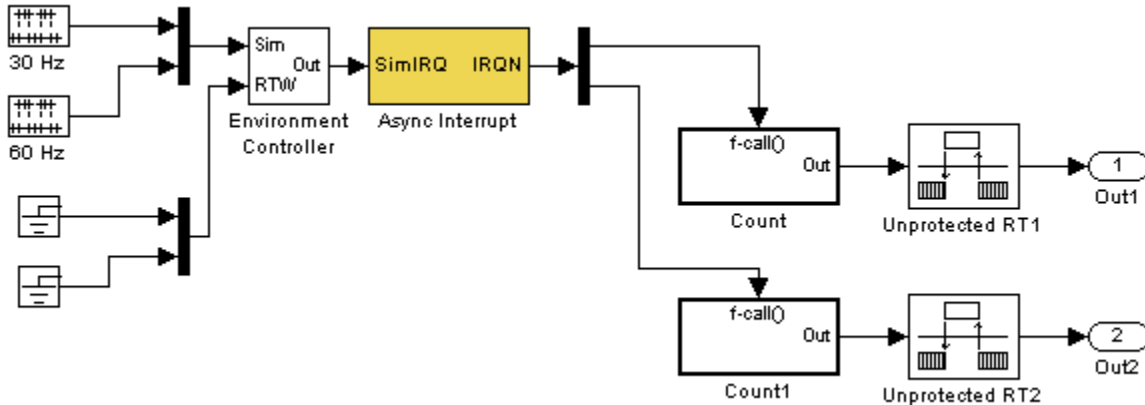 30 Hz
60 Hz
Sim
Out
RTW
Environment
Controller
SimIRQ IRQN
Async Interrupt
f-call()
Out
Count
Unprotected RT1
1
Out1
f-call()
Out
Count1
Unprotected RT2
2
Out2